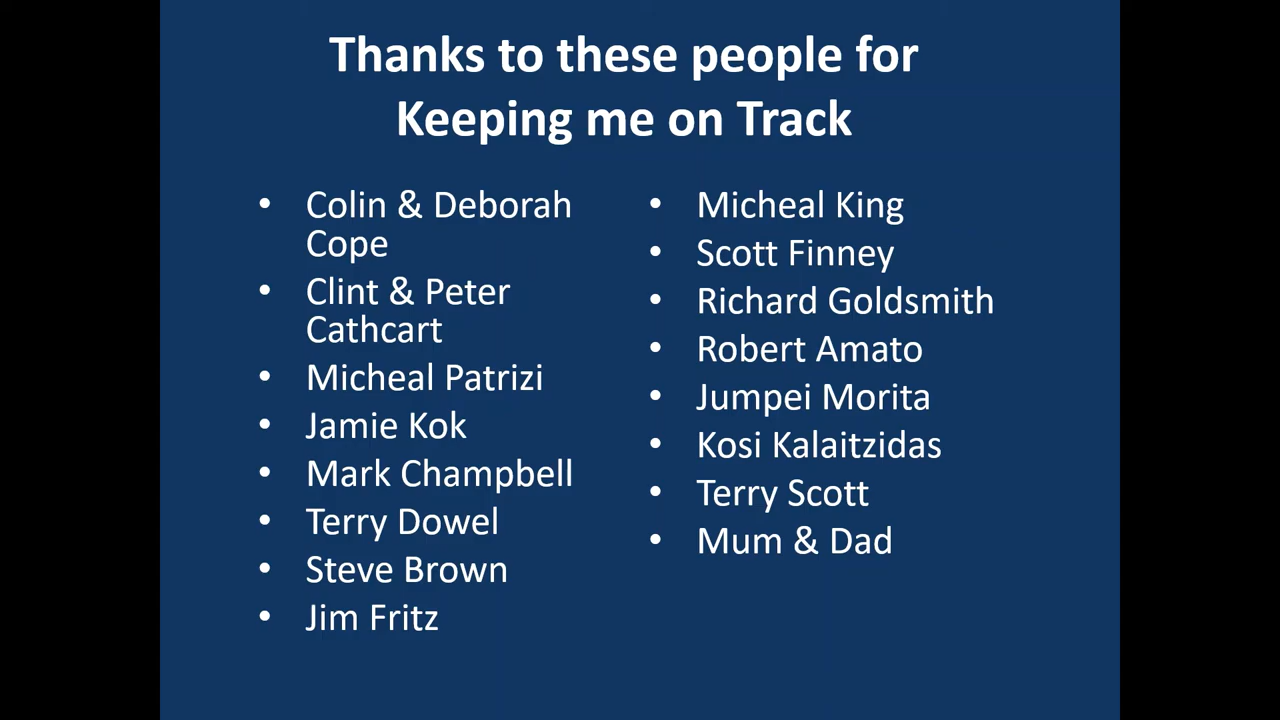 Thanks to these people for
Keeping me on Track
• Colin & Deborah
Cope
• Clint & Peter
Cathcart
• Micheal Patrizi
• Jamie Kok
• Mark Champbell
• Terry Dowel
• Steve Brown
• Jim Fritz
• Micheal King
• Scott Finney
• Richard Goldsmith
• Robert Amato
• Jumpei Morita
• Kosi Kalaitzidas
• Terry Scott
• Mum & Dad